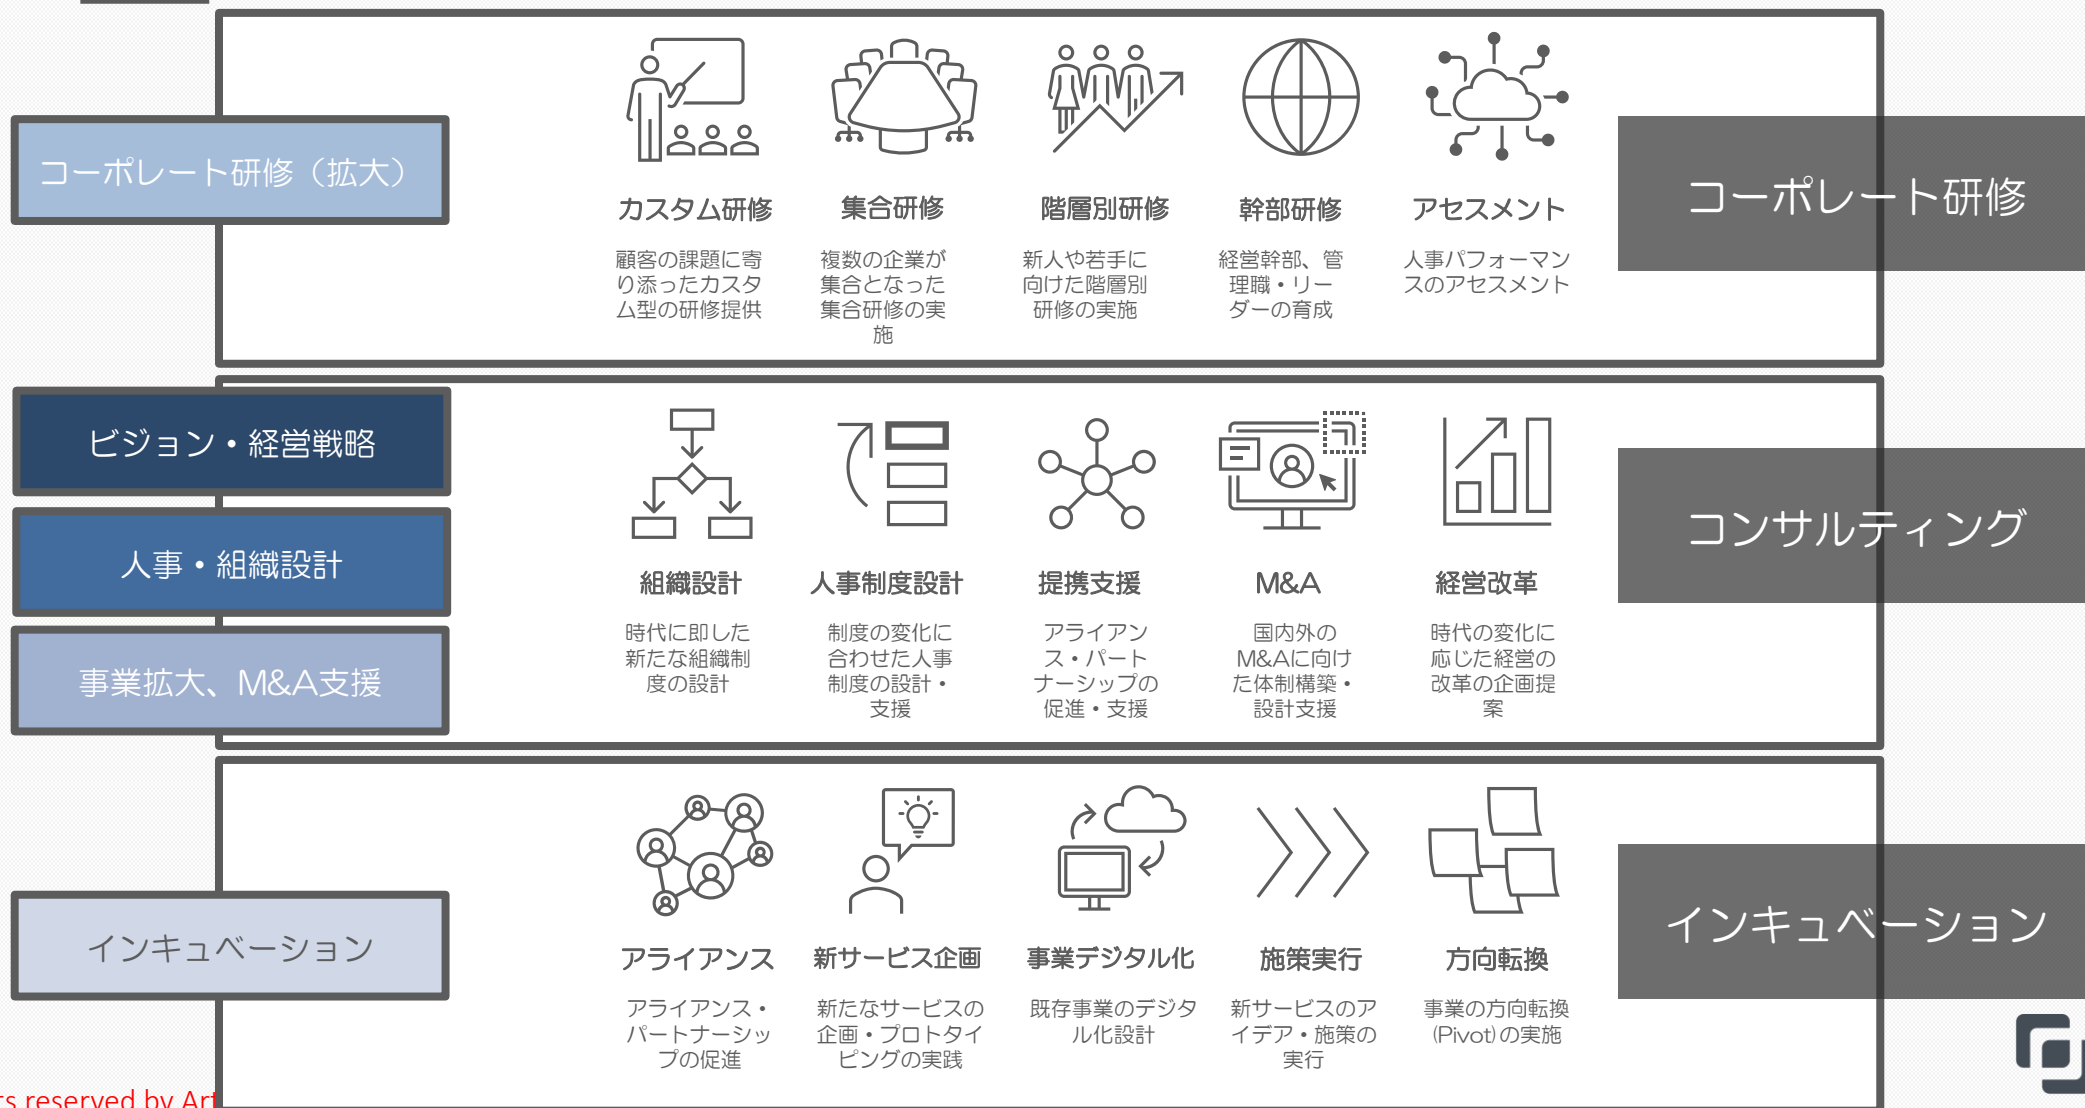 コーポレート研修（拡大）
カスタム研修
顧客の課題に寄
り添ったカスタ
ム型の研修提供
集合研修
複数の企業が
集合となった
集合研修の実
施
階層別研修
新人や若手に
向けた階層別
研修の実施
幹部研修
経営幹部、管
理職・リー
ダーの育成
アセスメント
人事パフォーマン
スのアセスメント
コーポレート研修
ビジョン・経営戦略
人事・組織設計
事業拡大、M&A支援
組織設計
時代に即した
新たな組織制
度の設計
人事制度設計
制度の変化に
合わせた人事
制度の設計・
支援
提携支援
アライアン
ス・パート
ナーシップの
促進・支援
M&A
国内外の
M&Aに向け
た体制構築・
設計支援
経営改革
時代の変化に
応じた経営の
改革の企画提
案
コンサルティング
インキュベーション
アライアンス
アライアンス・
パートナーシッ
プの促進
新サービス企画
新たなサービスの
企画・プロトタイ
ピングの実践
事業デジタル化
既存事業のデジタ
ル化設計
施策実行
新サービスのア
イデア・施策の
実行
方向転換
事業の方向転換
(Pivot)の実施
インキュベーション
reserved by